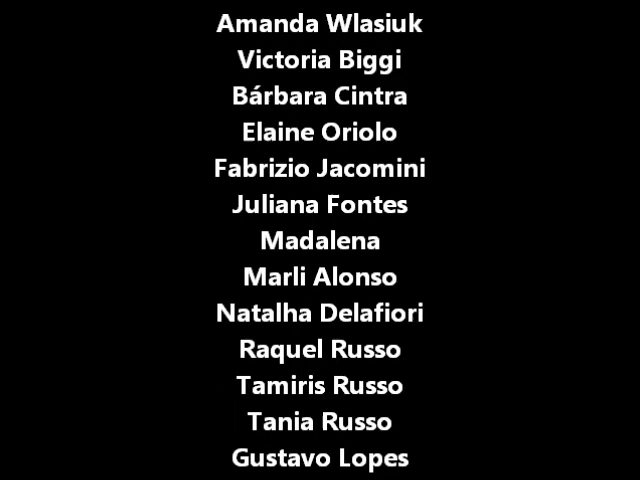 Amanda Wlasiuk
Victoria Biggi
Bárbara Cintra
Elaine Oriolo
Fabrizio Jacomini
Juliana Fontes
Madalena
Marli Alonso
Natalha Delafiori
Raquel Russo
Tamiris Russo
Tania Russo
Gustavo Lopes